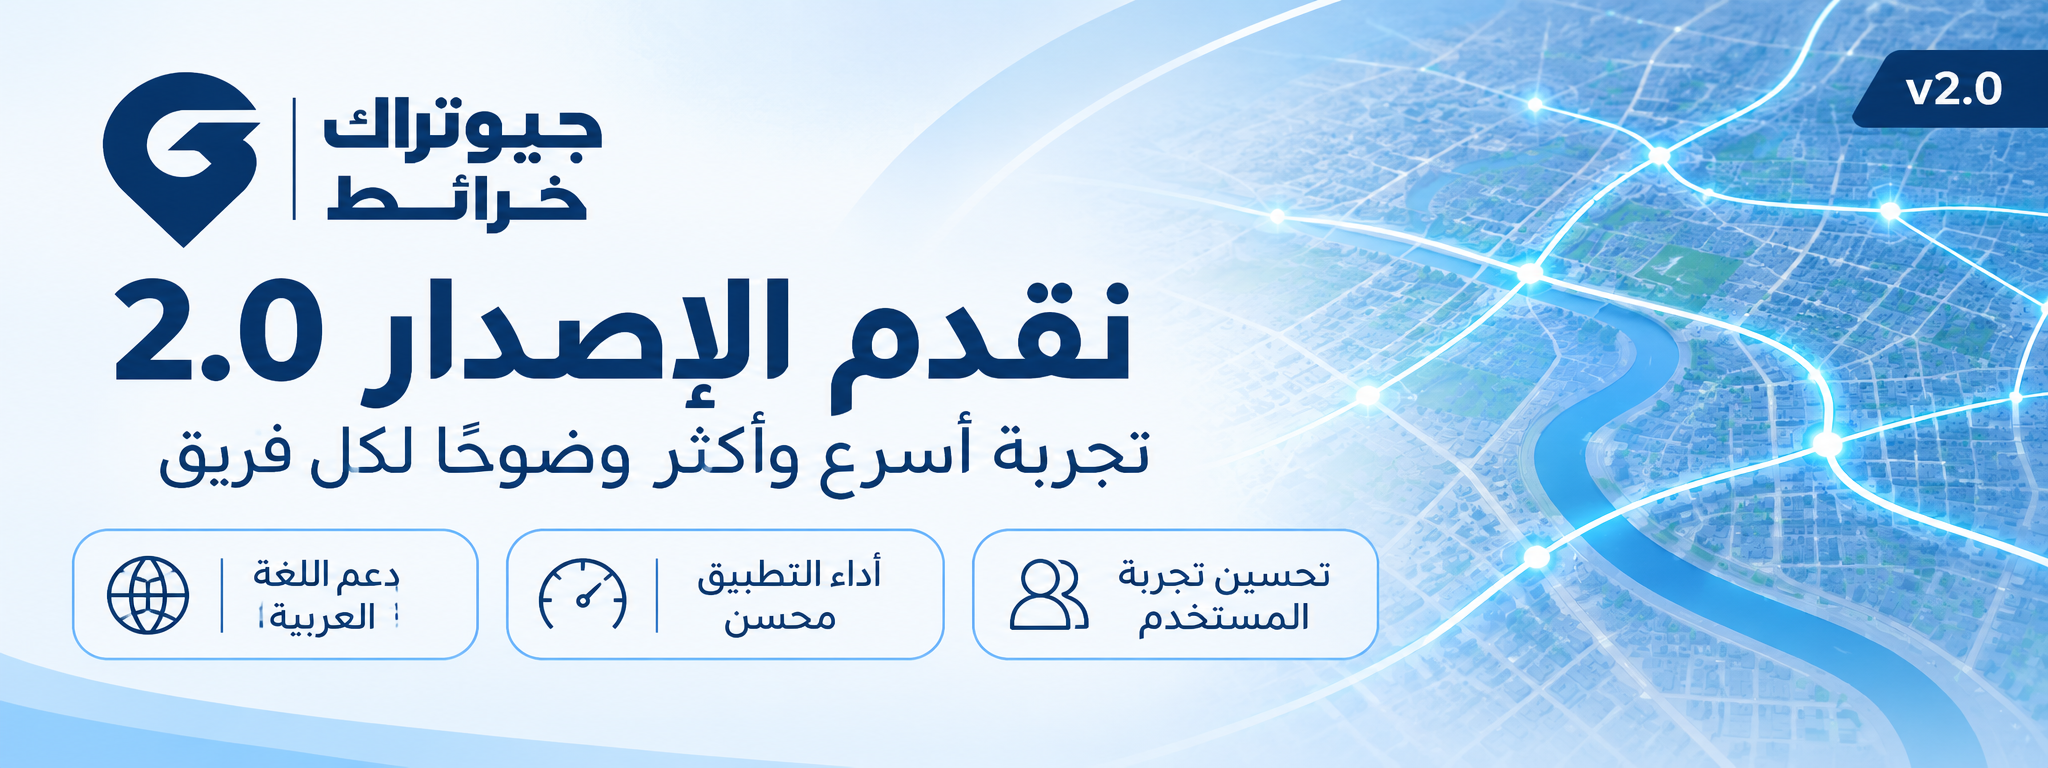 جيوتراك
خرائط
v2.0
نقدم الإصدار 2.0
تجربة أسرع وأكثر وضوحًا لكل فريق
تحسين تجربة
المستخدم
أداء التطبيق
محسن
دعم اللغة
العربية